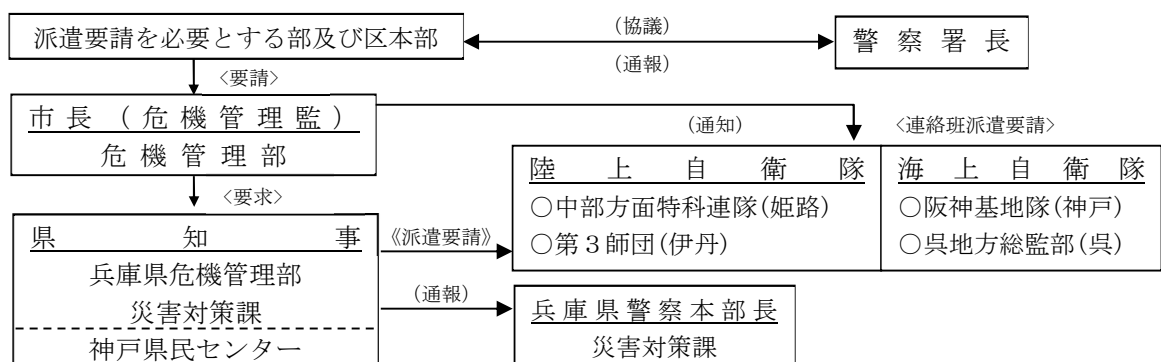 派遣要請を必要とする部及び区本部
(協議)
(通報)
警察署長
<要請>
市長(危機管理監)
危機管理部
(通知)
<連絡班派遣要請>
<要求>
陸上自衛隊
○中部方面特科連隊(姫路)
○第3師団(伊丹)
海上自衛隊
○阪神基地隊(神戸)
○呉地方総監部(呉)
県知事
兵庫県危機管理部
災害対策課
神戸県民センター
《派遣要請》
(通報)
兵庫県警察本部長
災害対策課